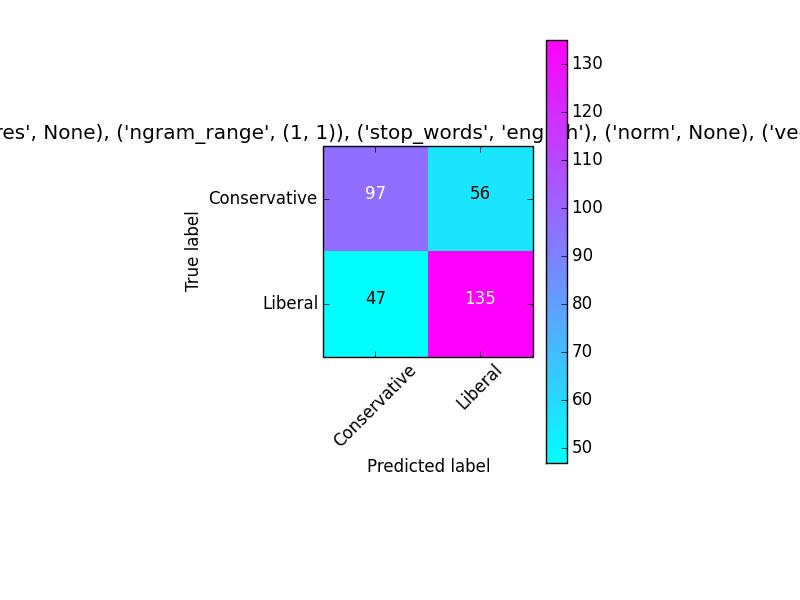 res', None), ('ngram_range', (1, 1)), ('stop_words', 'english'), ('norm', None), ('vec
130
120
110
100
90
80
70
60
50
Conservative 97 56
Liberal 47 135
True label
Conservative Liberal
Predicted label